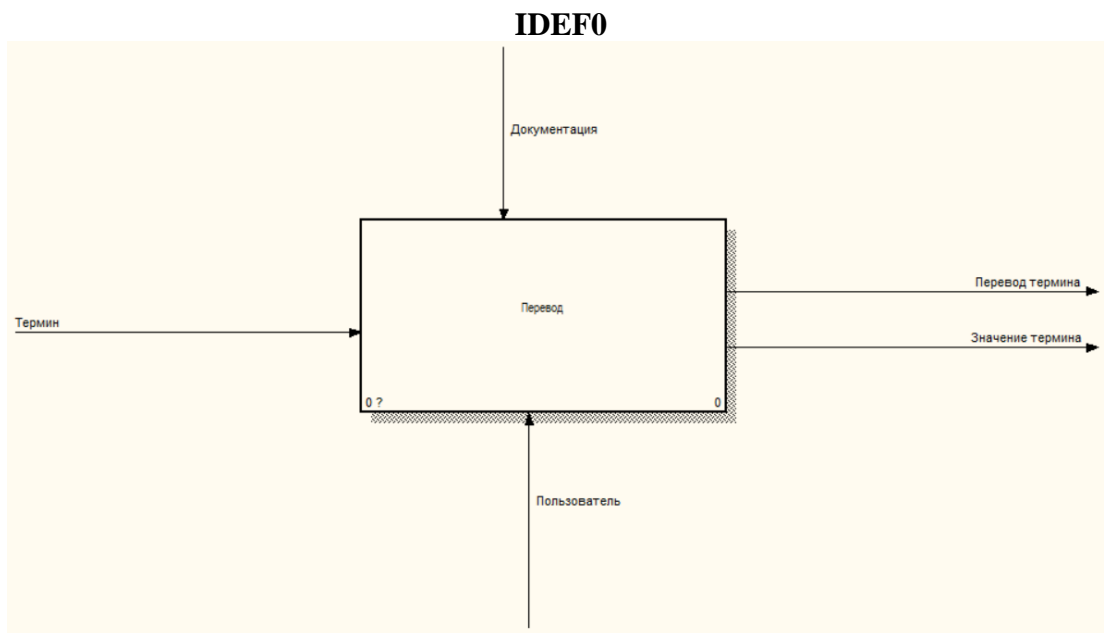 IDEF0
Документация
Перевод термина
Перевод
Термин
Значение термина
0 ?
0
Пользователь